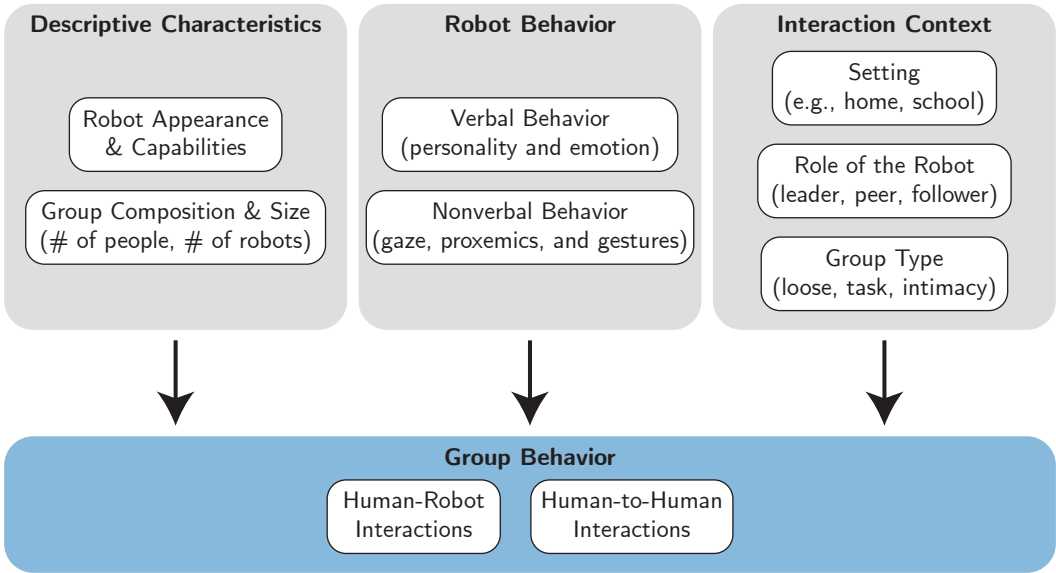 Descriptive Characteristics
Robot Appearance
& Capabilities
Group Composition & Size
(# of people, # of robots)
Robot Behavior
Verbal Behavior
(personality and emotion)
Nonverbal Behavior
(gaze, proxemics, and gestures)
Interaction Context
Setting
(e.g., home, school)
Role of the Robot
(leader, peer, follower)
Group Type
(loose, task, intimacy)
Group Behavior
Human-Robot
Interactions
Human-to-Human
Interactions